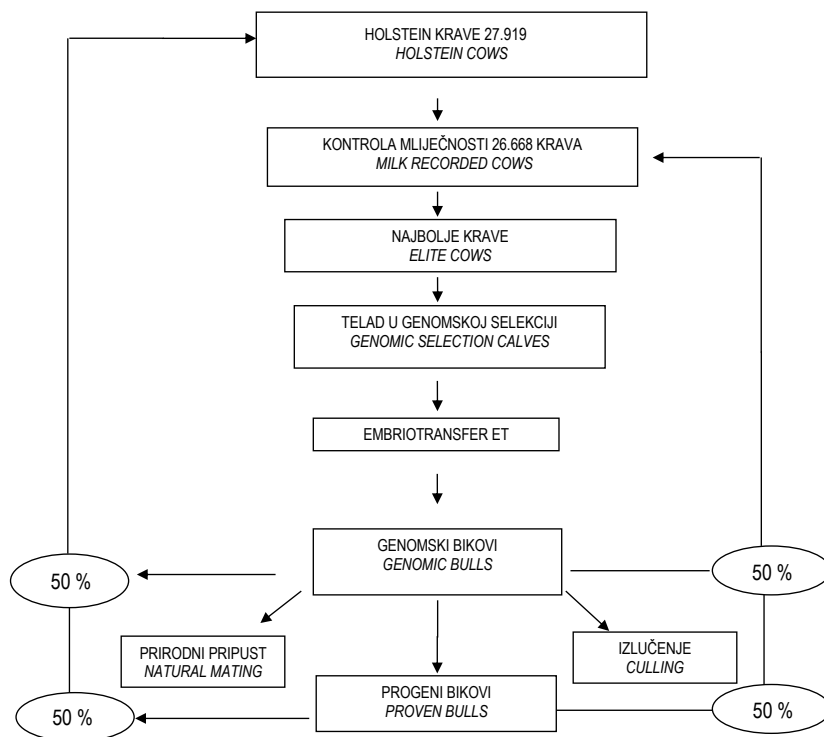 HOLSTEIN KRAVE 27.919
HOLSTEIN COWS
KONTROLA MLIJEČNOSTI 26.668 KRAVA
MILK RECORDED COWS
NAJBOLJE KRAVE
ELITE COWS
TELAD U GENOMSKOJ SELEKCIJI
GENOMIC SELECTION CALVES
EMBRIOTRANSFER ET
GENOMSKI BIKOVI
GENOMIC BULLS
50 %
50 %
PRIRODNI PRIPUST
NATURAL MATING
IZLUČENJE
CULLING
PROGENI BIKOVI
PROVEN BULLS
50 %
50 %